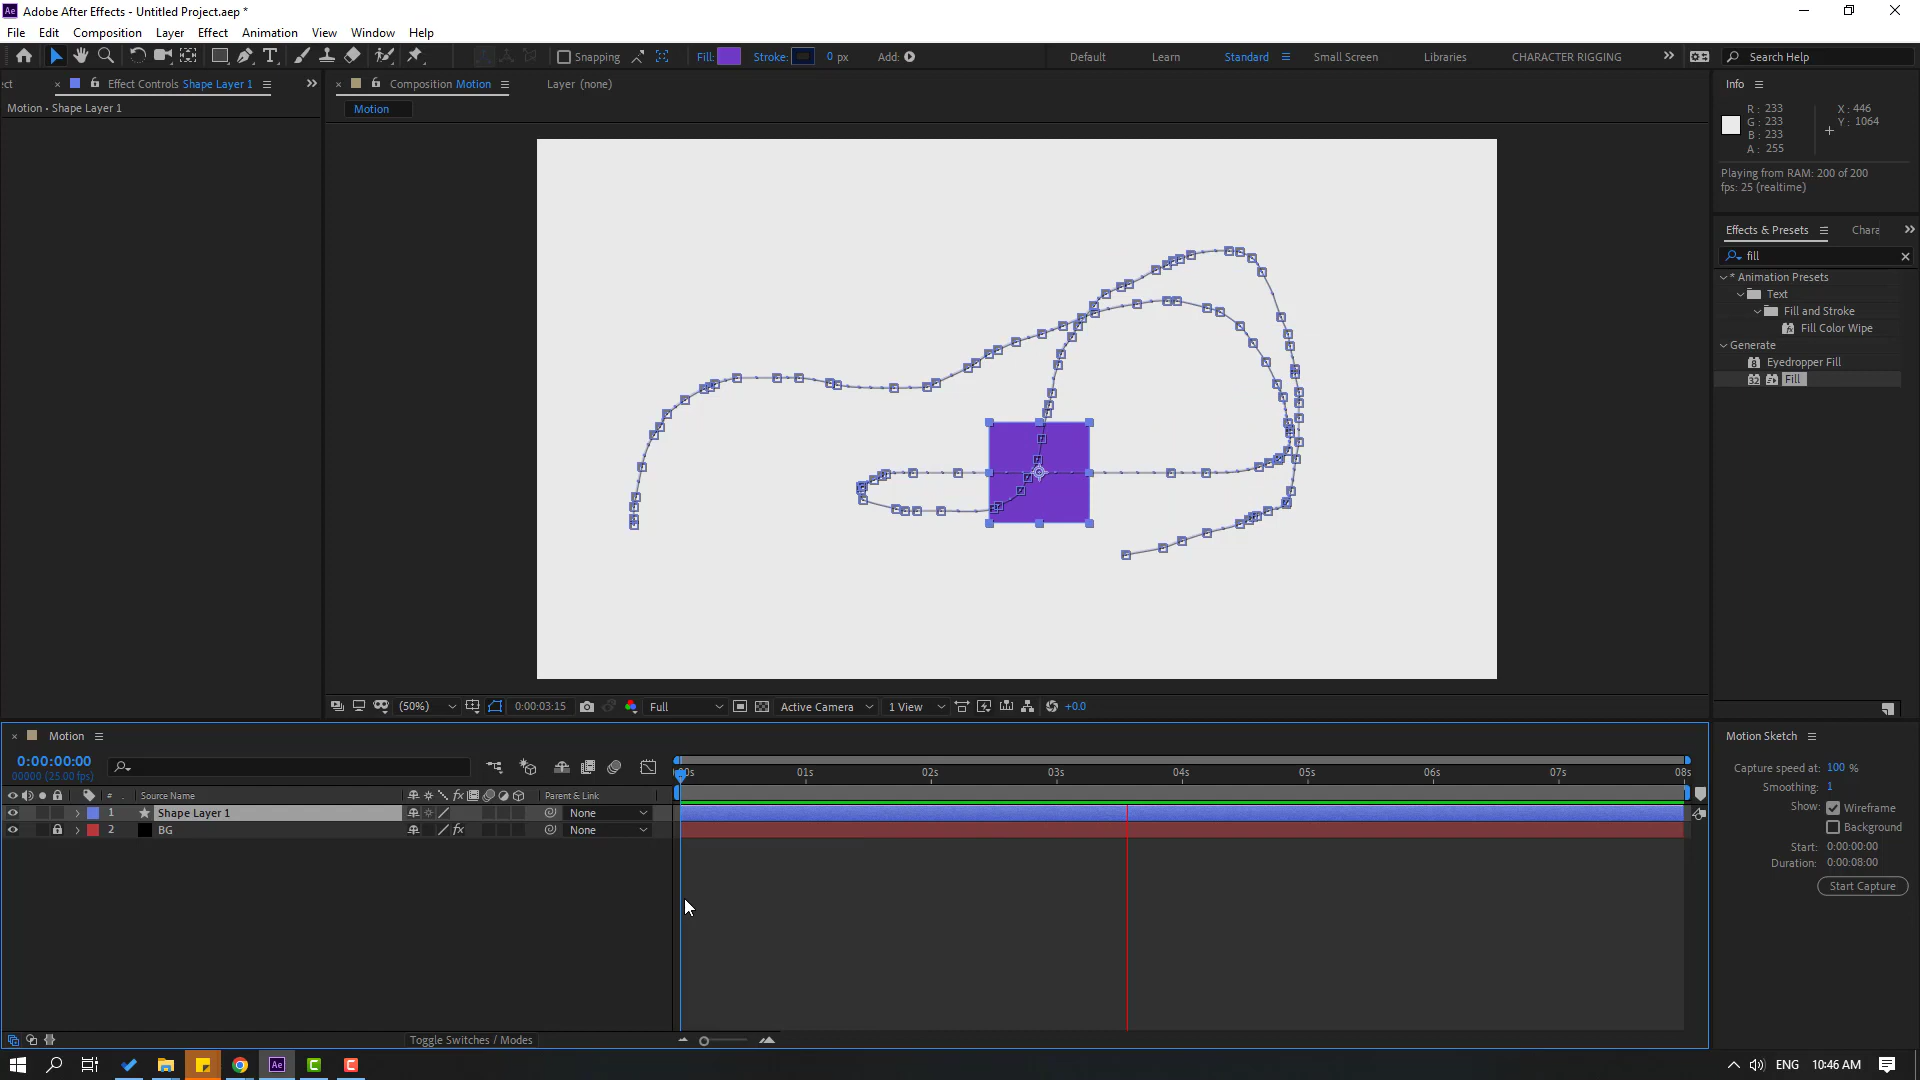 Adobe After Effects - Untitled Project.aep *
File Edit Composition Layer Effect Animation View Window Help
Snapping Fill: Stroke: 0 px Add: Default Learn Standard Small Screen Libraries CHARACTER RIGGING Search Help
ect Effect Controls Shape Layer 1
Motion • Shape Layer 1
Composition Motion Layer (none)
Motion
Info
R: 233
G: 233
B: 233
A: 255
X: 446
Y: 1064
Playing from RAM: 200 of 200
fps: 25 (realtime)
Effects & Presets Chara
fill
* Animation Presets
Text
Fill and Stroke
Fill Color Wipe
Generate
Eyedropper Fill
Fill
(50%) 0:00:03:15 Full Active Camera 1 View +0.0
Motion
0:00:00:00
00000 (25.00 fps)
:00s 01s 02s 03s 04s 05s 06s 07s 08s
# Source Name Parent & Link
1 Shape Layer 1 None
2 BG None
Toggle Switches / Modes
Motion Sketch
Capture speed at: 100 %
Smoothing: 1
Show: Wireframe
Background
Start: 0:00:00:00
Duration: 0:00:08:00
Start Capture
ENG 10:46 AM